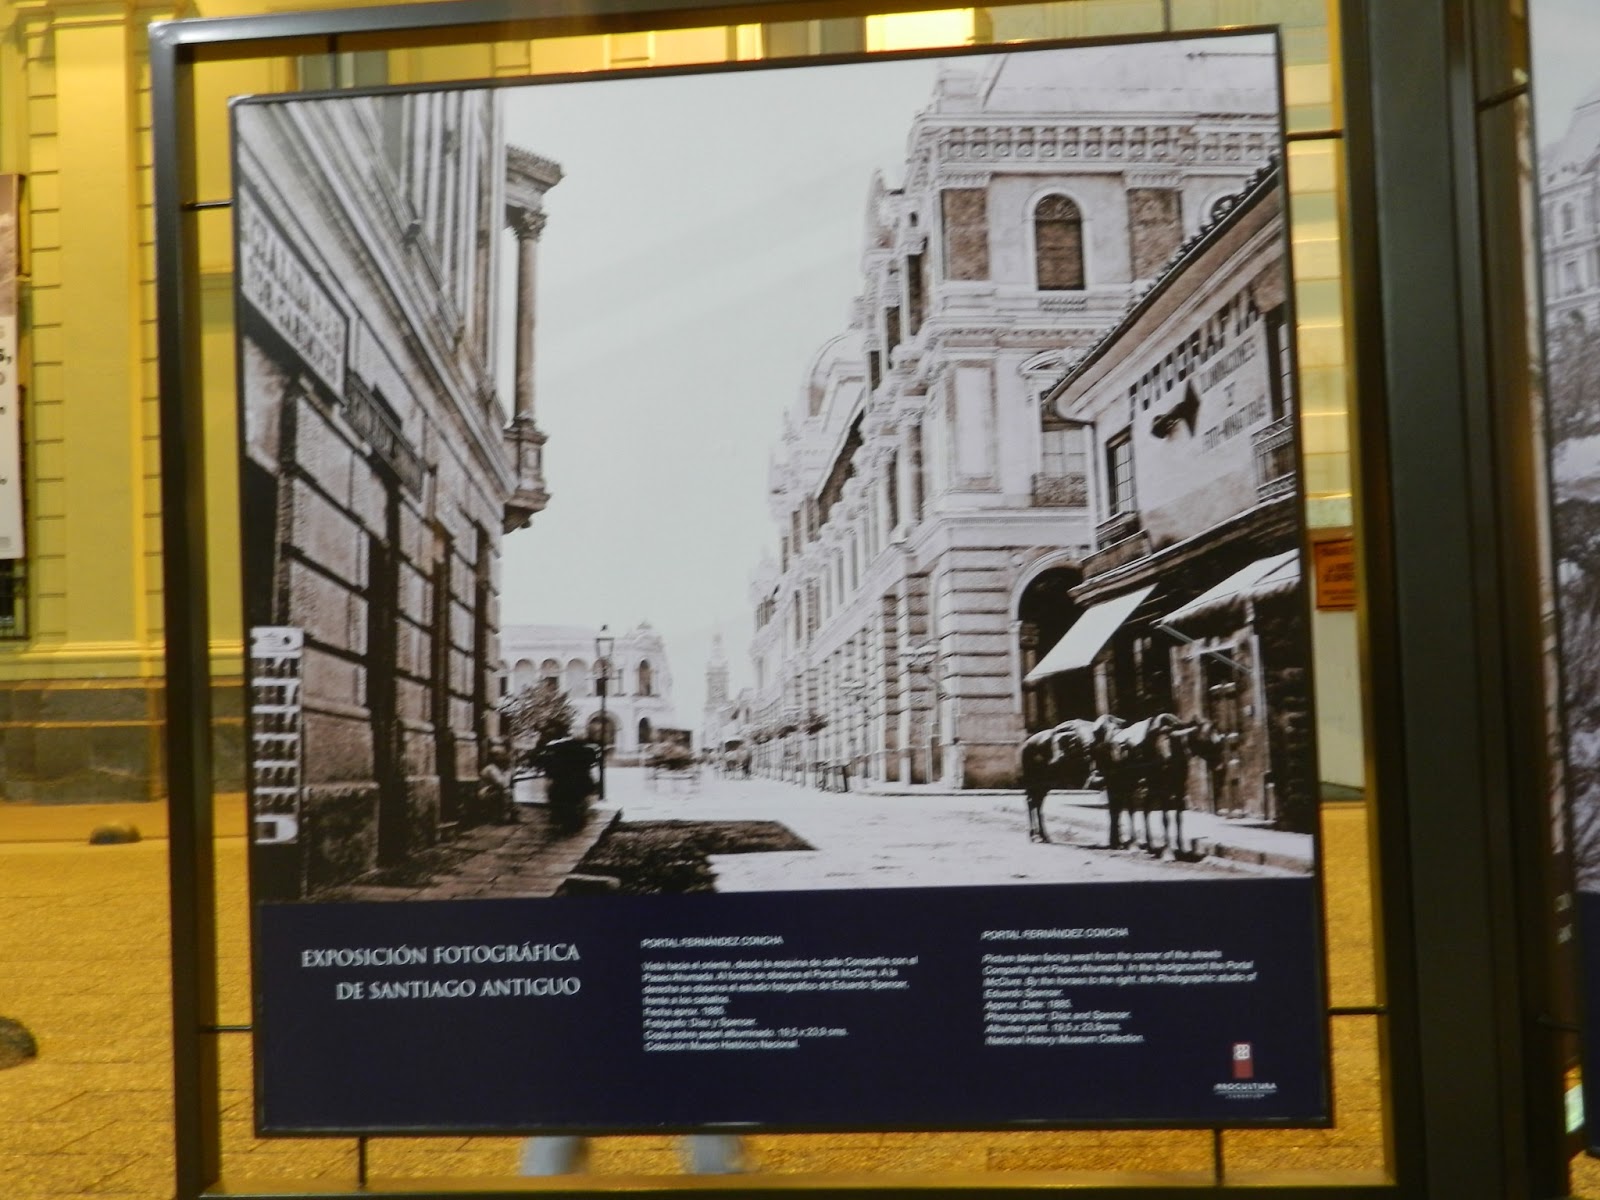 FOTOGRAFIA
ILUMINACIONES
EXPOSICIÓN FOTOGRÁFICA
DE SANTIAGO ANTIGUO
PORTAL FERNÁNDEZ CONCHA
Vista hacia el oriente, desde la esquina de calle Compañía con el
Paseo Ahumada. Al fondo se observa el Portal McClure. A la
derecha se observa el estudio fotográfico de Eduardo Spencer,
frente a los caballos.
Fecha aprox. 1885.
Fotógrafo: Díaz y Spencer.
Copia sobre papel albuminado. 19,5 x 23,9 cms.
Colección Museo Histórico Nacional.
PORTAL FERNÁNDEZ CONCHA
Picture taken facing west from the corner of the streets
Compañía and Paseo Ahumada. In the background the Portal
McClure. By the horses to the right, the Photographic studio of
Eduardo Spencer.
Approx. Date: 1885.
Photographer: Díaz and Spencer.
Albumen print. 19,5 x 23,9cms.
National History Museum Collection.
PROCULTURA
FUNDACIÓN